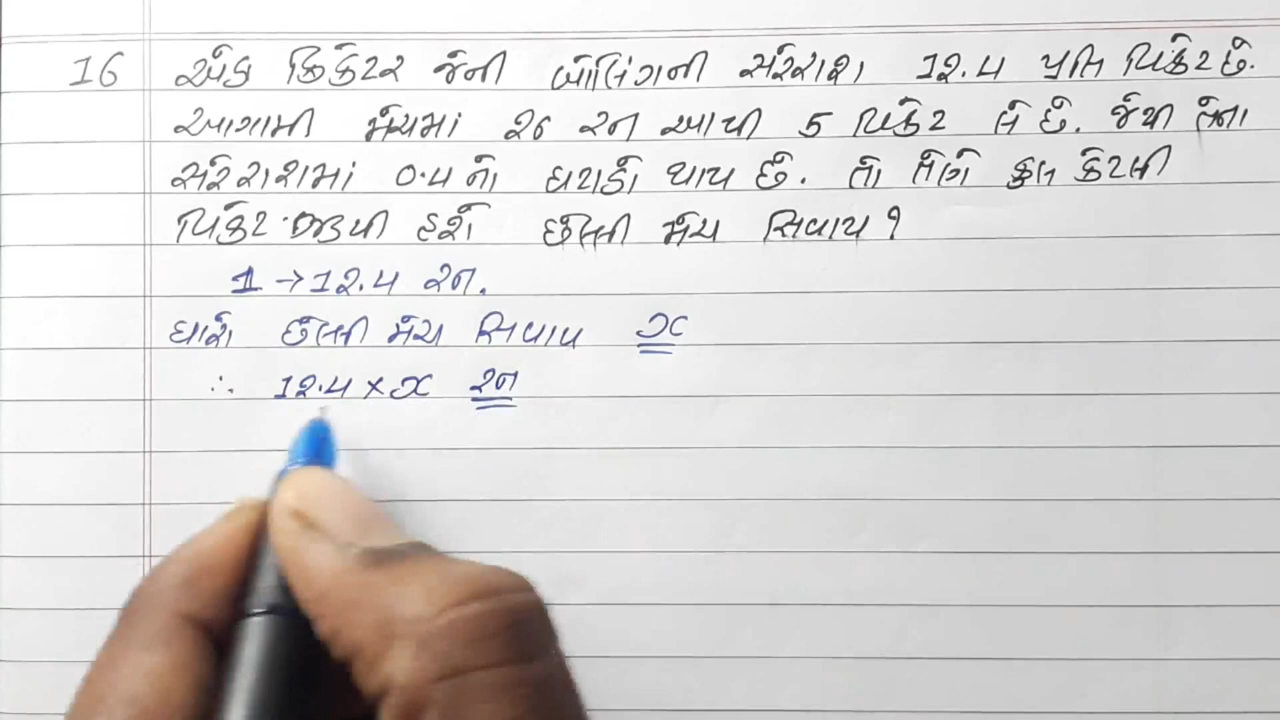 16 એક ક્રિકેટર જેની બોલિંગની સરેરાશ 12.4 પ્રતિ વિકેટ છે.
આગામી મેચમાં 26 રન આપી 5 વિકેટ લે છે. જેથી તેના
સરેરાશમાં 0.4 નો ઘટાડો થાય છે. તો તેણે કુલ કેટલી
વિકેટ ઝડપી હશે છેલ્લી મેચ સિવાય ?
1 → 12.4 રન.
ધારો છેલ્લી મેચ સિવાય x
∴ 12.4 × x રન